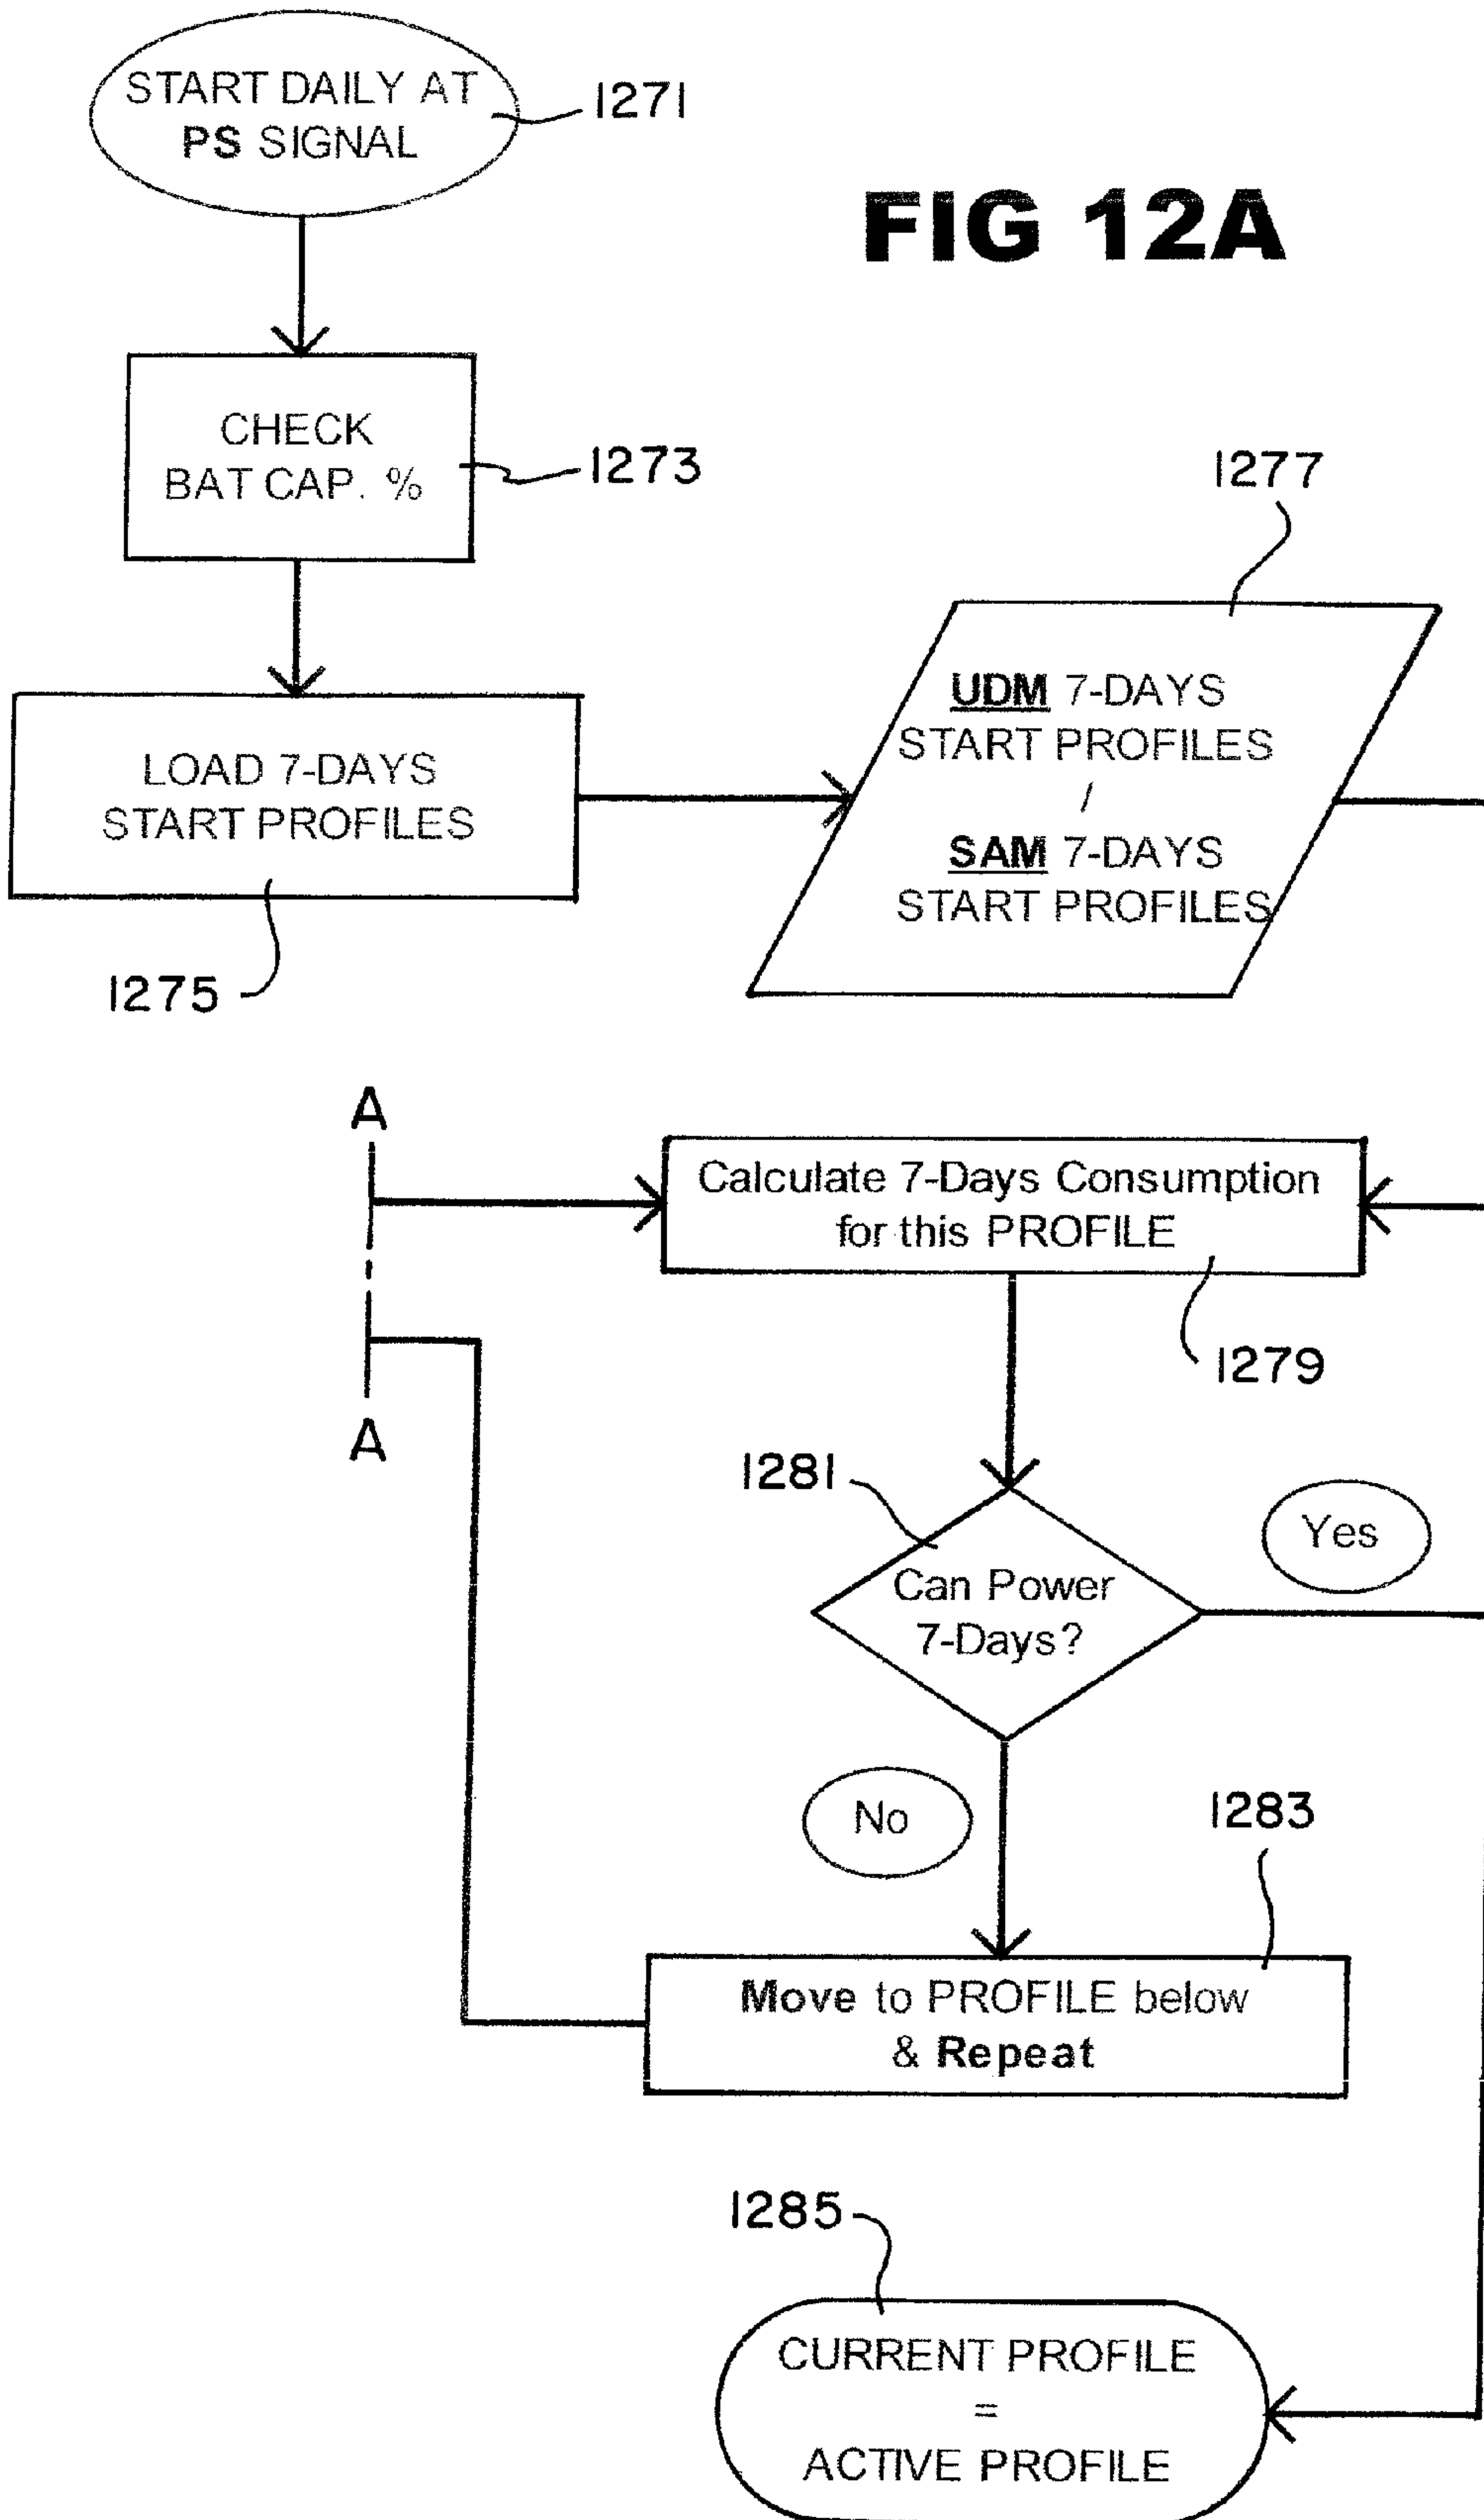 START DAILY AT
PS SIGNAL
1271
FIG 12A
CHECK
BAT CAP. %
1273
1277
LOAD 7-DAYS
START PROFILES
1275
UDM 7-DAYS
START PROFILES
/
SAM 7-DAYS
START PROFILES
A
A
Calculate 7-Days Consumption
for this PROFILE
1279
1281
Can Power
7-Days?
Yes
No
1283
Move to PROFILE below
& Repeat
1285
CURRENT PROFILE
=
ACTIVE PROFILE